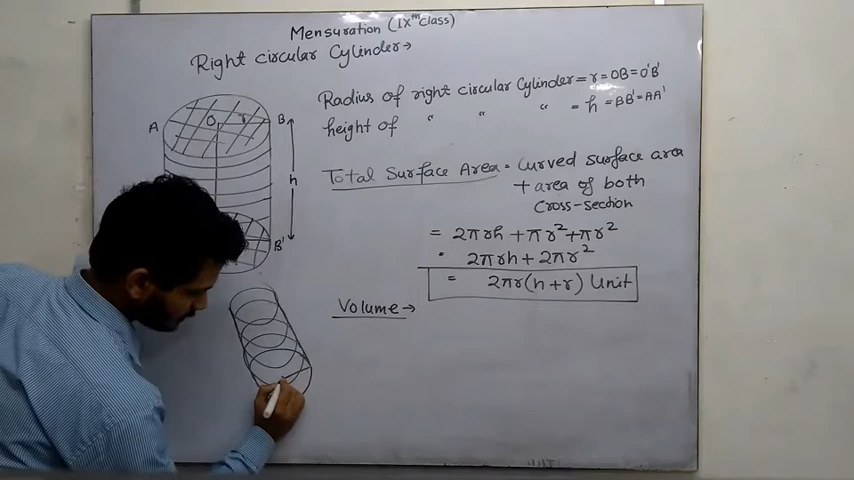 Mensuration (IXth class)
Right circular Cylinder→
Radius of right circular Cylinder = r = OB = O'B'
height of " " " = h = BB' = AA'
A O r B
h
B'
Total Surface Area = Curved surface area
+ area of both
Cross-section
= 2πrh + πr² + πr²
= 2πrh + 2πr²
= 2πr(h+r) Unit
Volume →